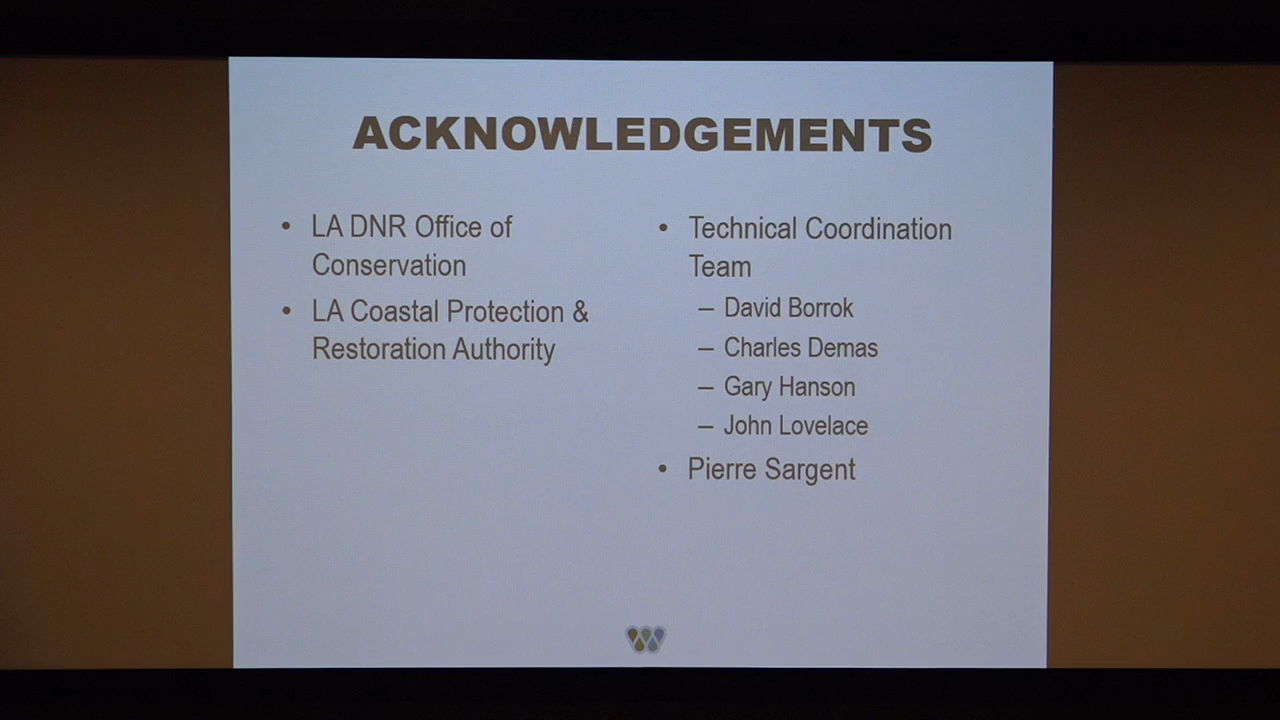 ACKNOWLEDGEMENTS
• LA DNR Office of
Conservation
• LA Coastal Protection &
Restoration Authority
• Technical Coordination
Team
– David Borrok
– Charles Demas
– Gary Hanson
– John Lovelace
• Pierre Sargent